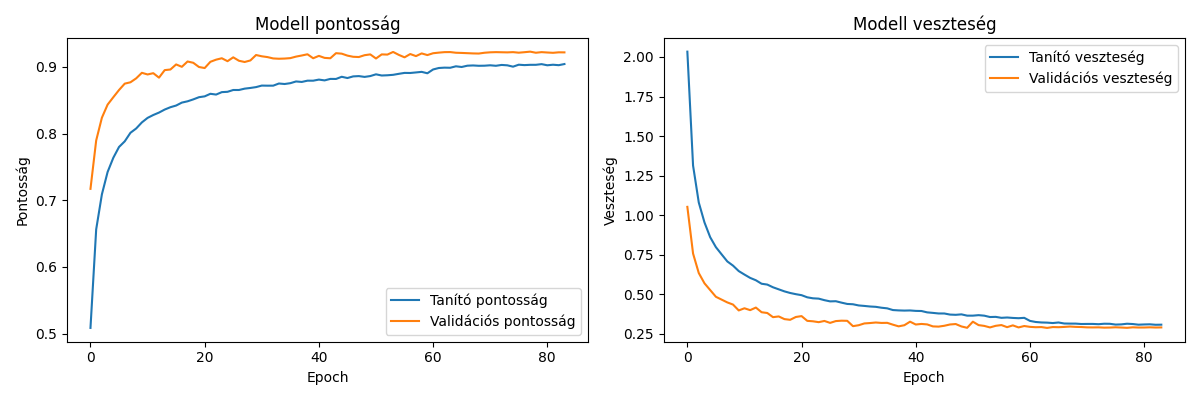 Modell pontosság
Pontosság
0.9
0.8
0.7
0.6
0.5
0
20
40
60
80
Epoch
Tanító pontosság
Validációs pontosság
Modell veszteség
Veszteség
2.00
1.75
1.50
1.25
1.00
0.75
0.50
0.25
0
20
40
60
80
Epoch
Tanító veszteség
Validációs veszteség